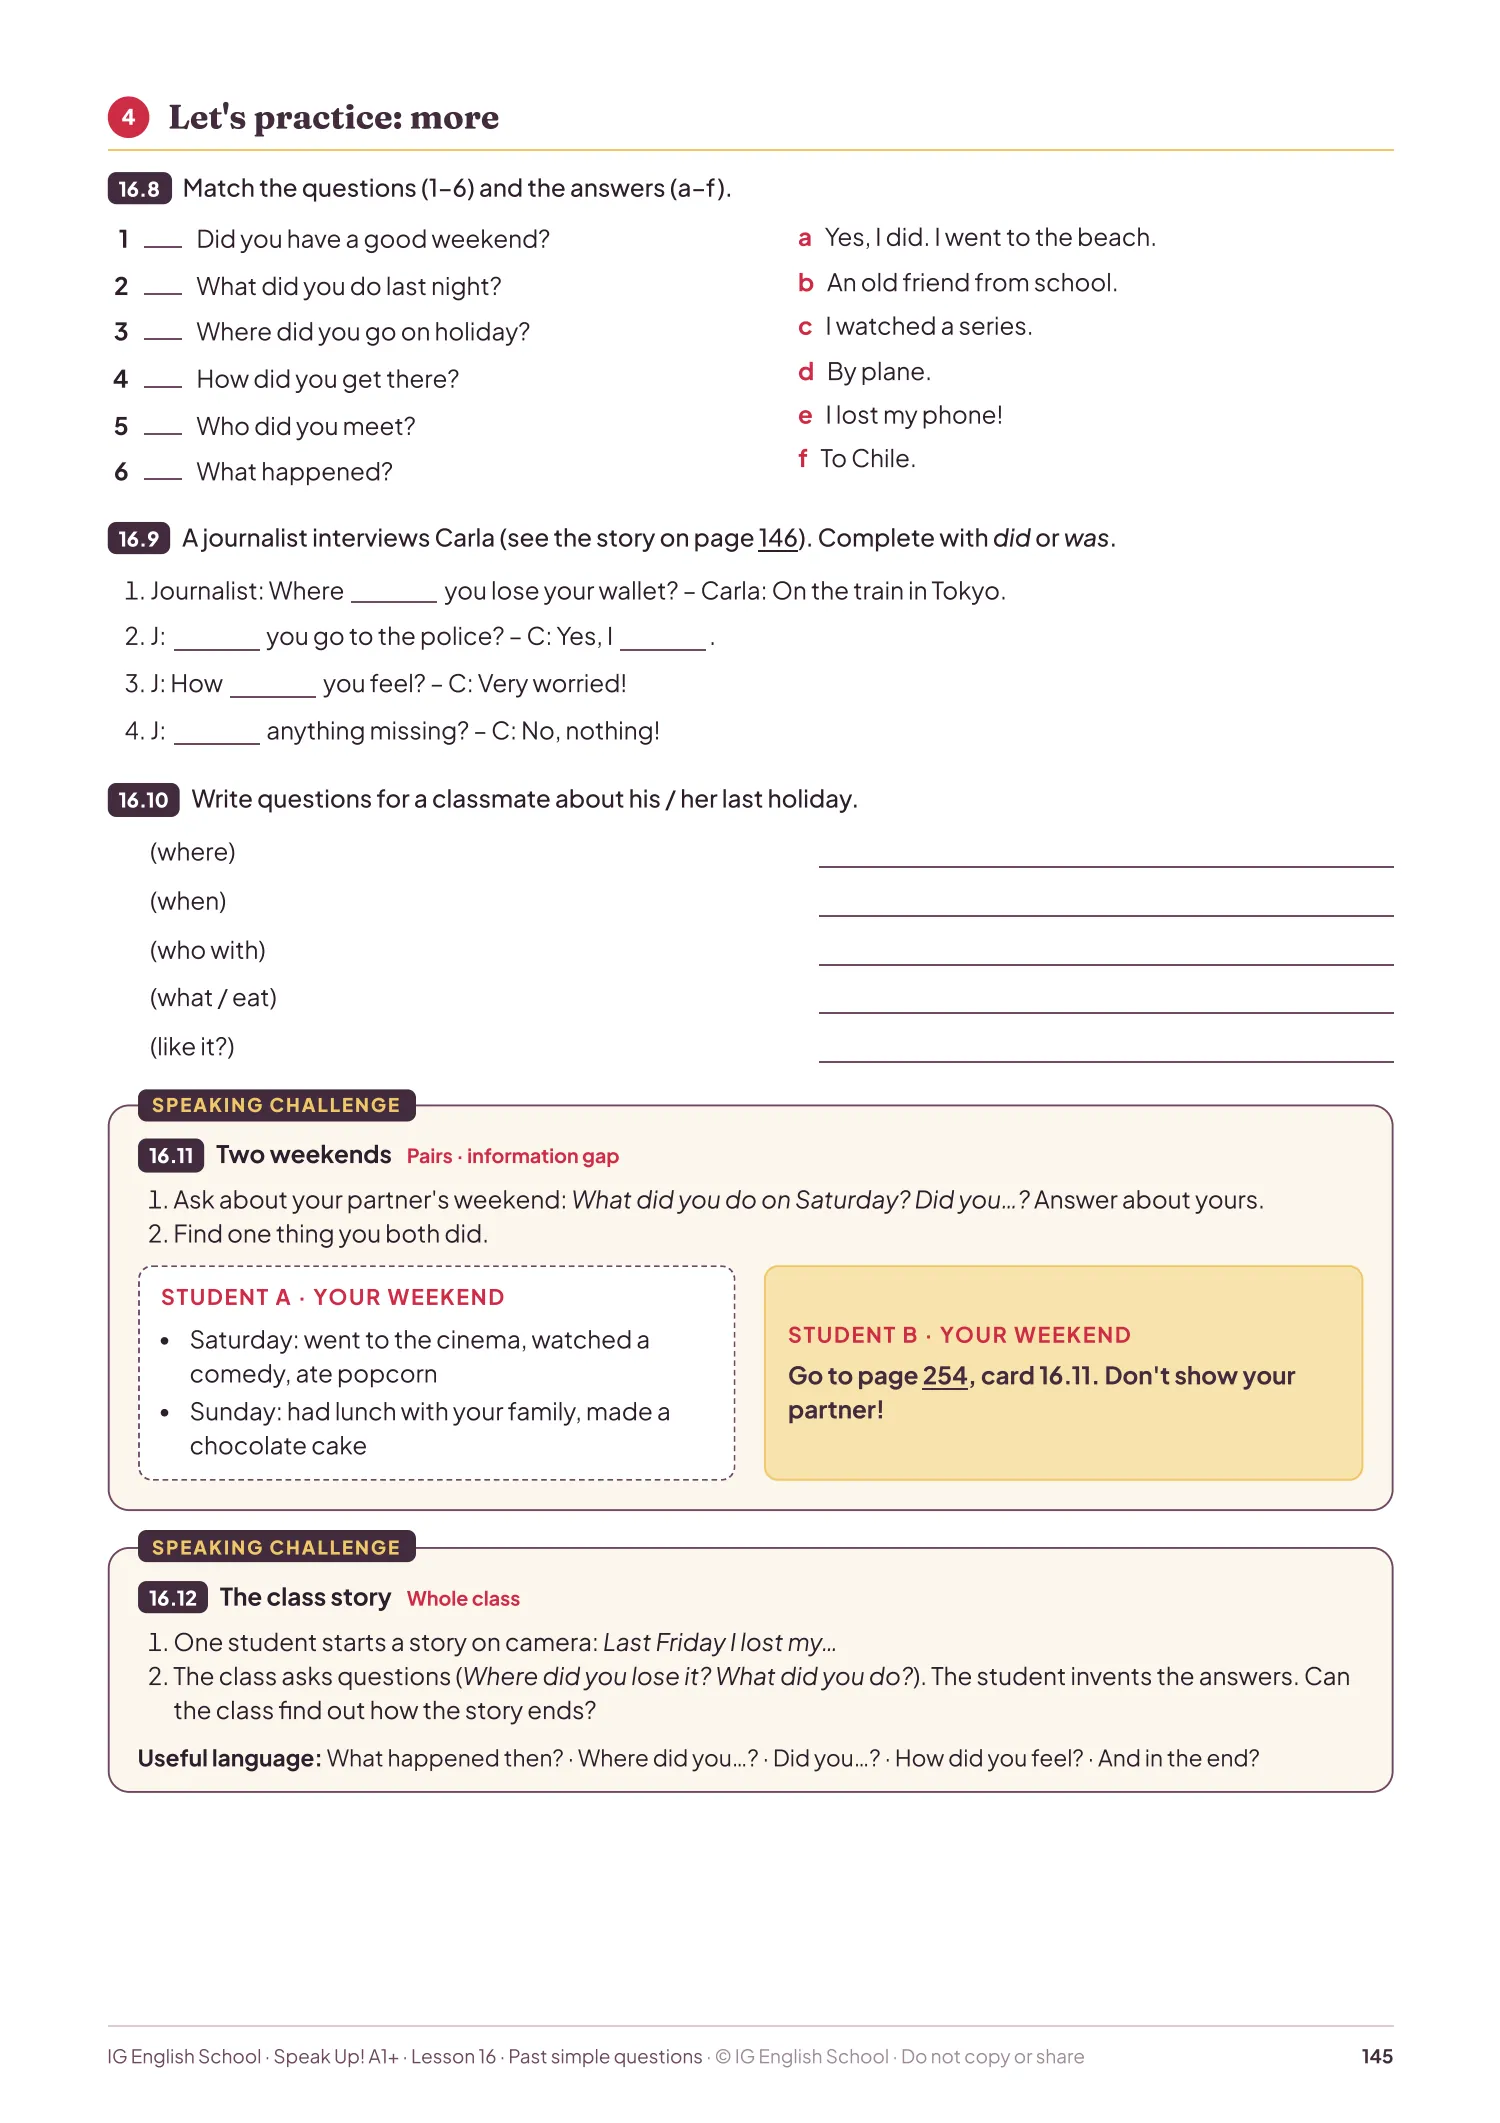 4 Let's practice: more
16.8 Match the questions (1–6) and the answers (a–f).
1 ___ Did you have a good weekend?
2 ___ What did you do last night?
3 ___ Where did you go on holiday?
4 ___ How did you get there?
5 ___ Who did you meet?
6 ___ What happened?
a Yes, I did. I went to the beach.
b An old friend from school.
c I watched a series.
d By plane.
e I lost my phone!
f To Chile.
16.9 A journalist interviews Carla (see the story on page 146). Complete with did or was.
1. Journalist: Where _______ you lose your wallet? – Carla: On the train in Tokyo.
2. J: _______ you go to the police? – C: Yes, I _______.
3. J: How _______ you feel? – C: Very worried!
4. J: _______ anything missing? – C: No, nothing!
16.10 Write questions for a classmate about his / her last holiday.
(where)
(when)
(who with)
(what / eat)
(like it?)
SPEAKING CHALLENGE
16.11 Two weekends Pairs · information gap
1. Ask about your partner's weekend: What did you do on Saturday? Did you…? Answer about yours.
2. Find one thing you both did.
STUDENT A · YOUR WEEKEND
• Saturday: went to the cinema, watched a
comedy, ate popcorn
• Sunday: had lunch with your family, made a
chocolate cake
STUDENT B · YOUR WEEKEND
Go to page 254, card 16.11. Don't show your
partner!
SPEAKING CHALLENGE
16.12 The class story Whole class
1. One student starts a story on camera: Last Friday I lost my…
2. The class asks questions (Where did you lose it? What did you do?). The student invents the answers. Can
the class find out how the story ends?
Useful language: What happened then? · Where did you…? · Did you…? · How did you feel? · And in the end?
IG English School · Speak Up! A1+ · Lesson 16 · Past simple questions · © IG English School · Do not copy or share 145